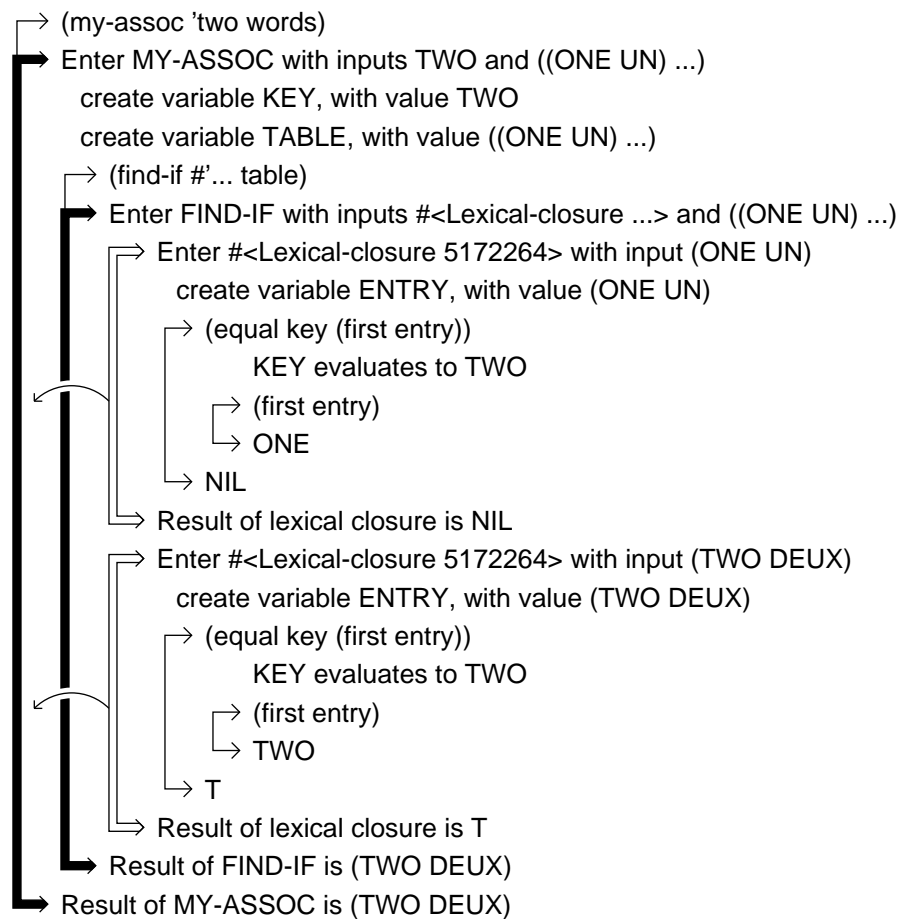 (my-assoc 'two words)
Enter MY-ASSOC with inputs TWO and ((ONE UN) ...)
create variable KEY, with value TWO
create variable TABLE, with value ((ONE UN) ...)
(find-if #'... table)
Enter FIND-IF with inputs #<Lexical-closure ...> and ((ONE UN) ...)
Enter #<Lexical-closure 5172264> with input (ONE UN)
create variable ENTRY, with value (ONE UN)
(equal key (first entry))
KEY evaluates to TWO
(first entry)
ONE
NIL
Result of lexical closure is NIL
Enter #<Lexical-closure 5172264> with input (TWO DEUX)
create variable ENTRY, with value (TWO DEUX)
(equal key (first entry))
KEY evaluates to TWO
(first entry)
TWO
T
Result of lexical closure is T
Result of FIND-IF is (TWO DEUX)
Result of MY-ASSOC is (TWO DEUX)